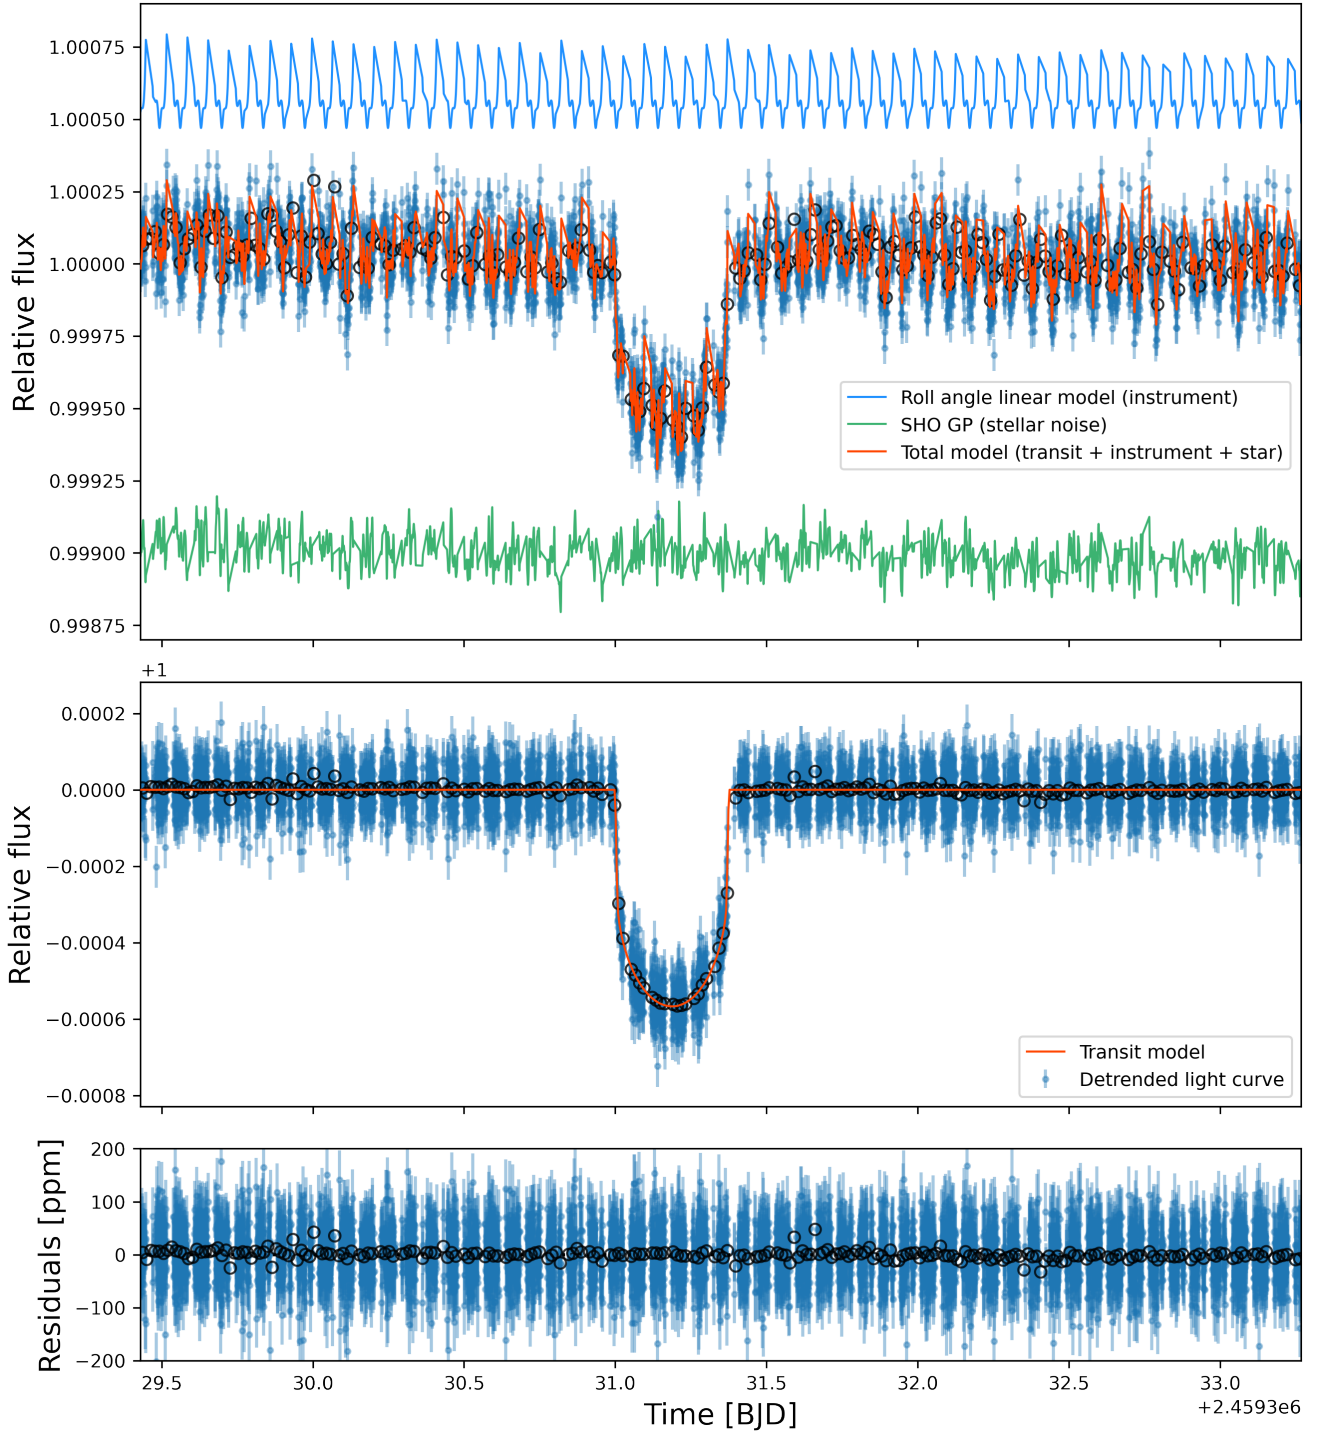 Relative flux
1.00075
1.00050
1.00025
1.00000
0.99975
0.99950
0.99925
0.99900
0.99875
Roll angle linear model (instrument)
SHO GP (stellar noise)
Total model (transit + instrument + star)
+1
Relative flux
0.0002
0.0000
−0.0002
−0.0004
−0.0006
−0.0008
Transit model
Detrended light curve
Residuals [ppm]
200
100
0
−100
−200
29.5 30.0 30.5 31.0 31.5 32.0 32.5 33.0
+2.4593e6
Time [BJD]